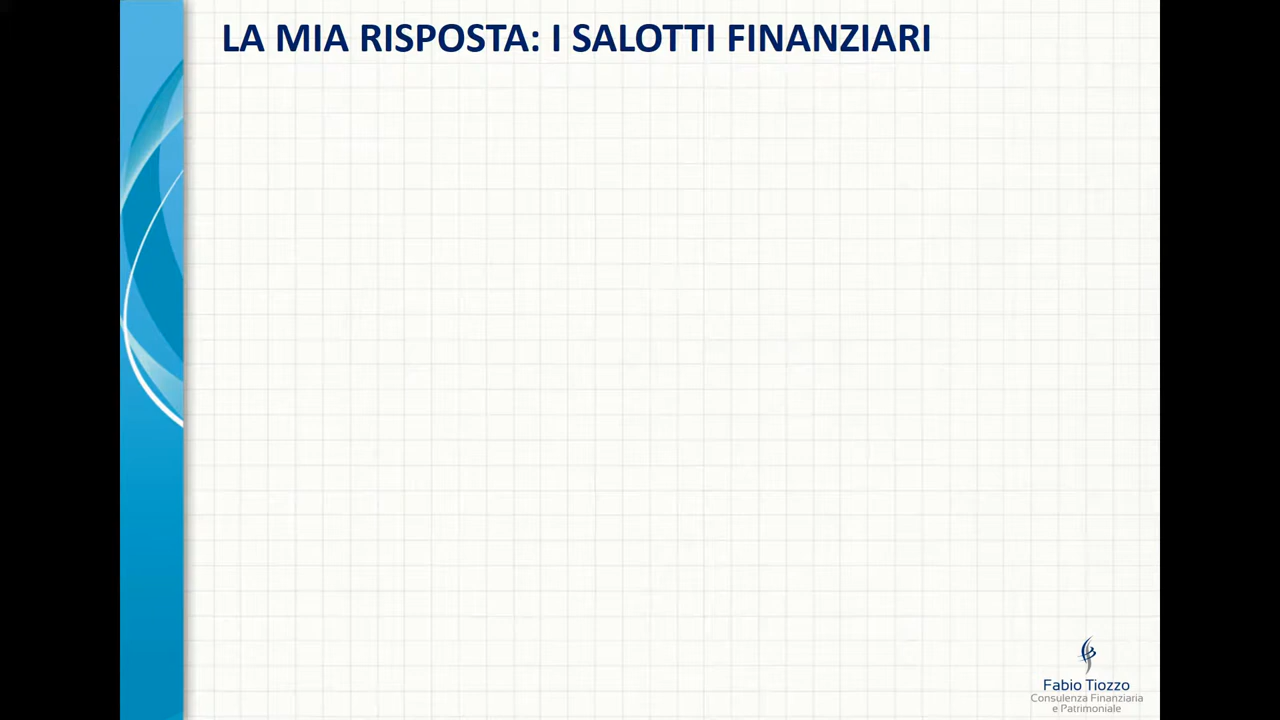 LA MIA RISPOSTA: I SALOTTI FINANZIARI
Fabio Tiozzo
Consulenza Finanziaria
e Patrimoniale